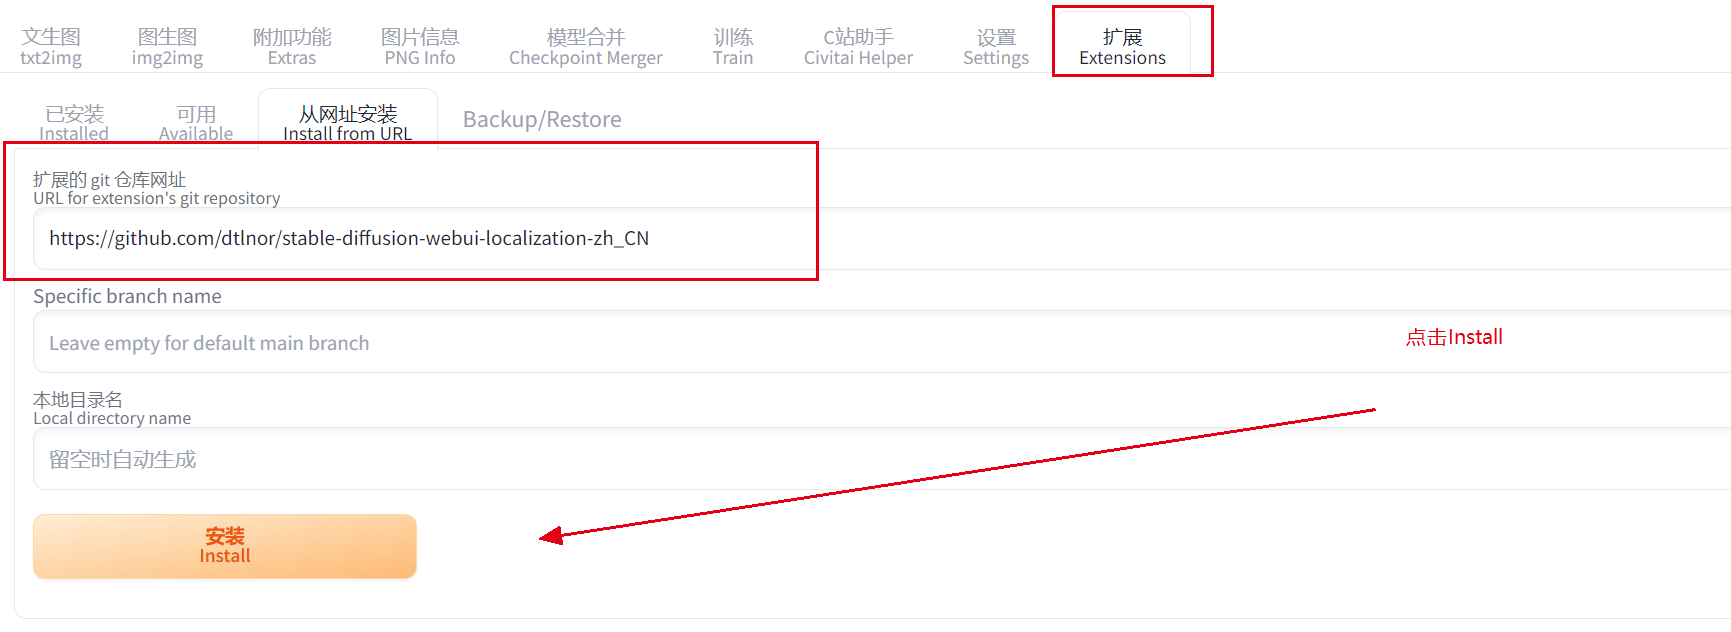 文生图
txt2img
图生图
img2img
附加功能
Extras
图片信息
PNG Info
模型合并
Checkpoint Merger
训练
Train
C站助手
Civitai Helper
设置
Settings
扩展
Extensions
已安装
Installed
可用
Available
从网址安装
Install from URL
Backup/Restore
扩展的 git 仓库网址
URL for extension's git repository
https://github.com/dtlnor/stable-diffusion-webui-localization-zh_CN
Specific branch name
Leave empty for default main branch
点击Install
本地目录名
Local directory name
留空时自动生成
安装
Install